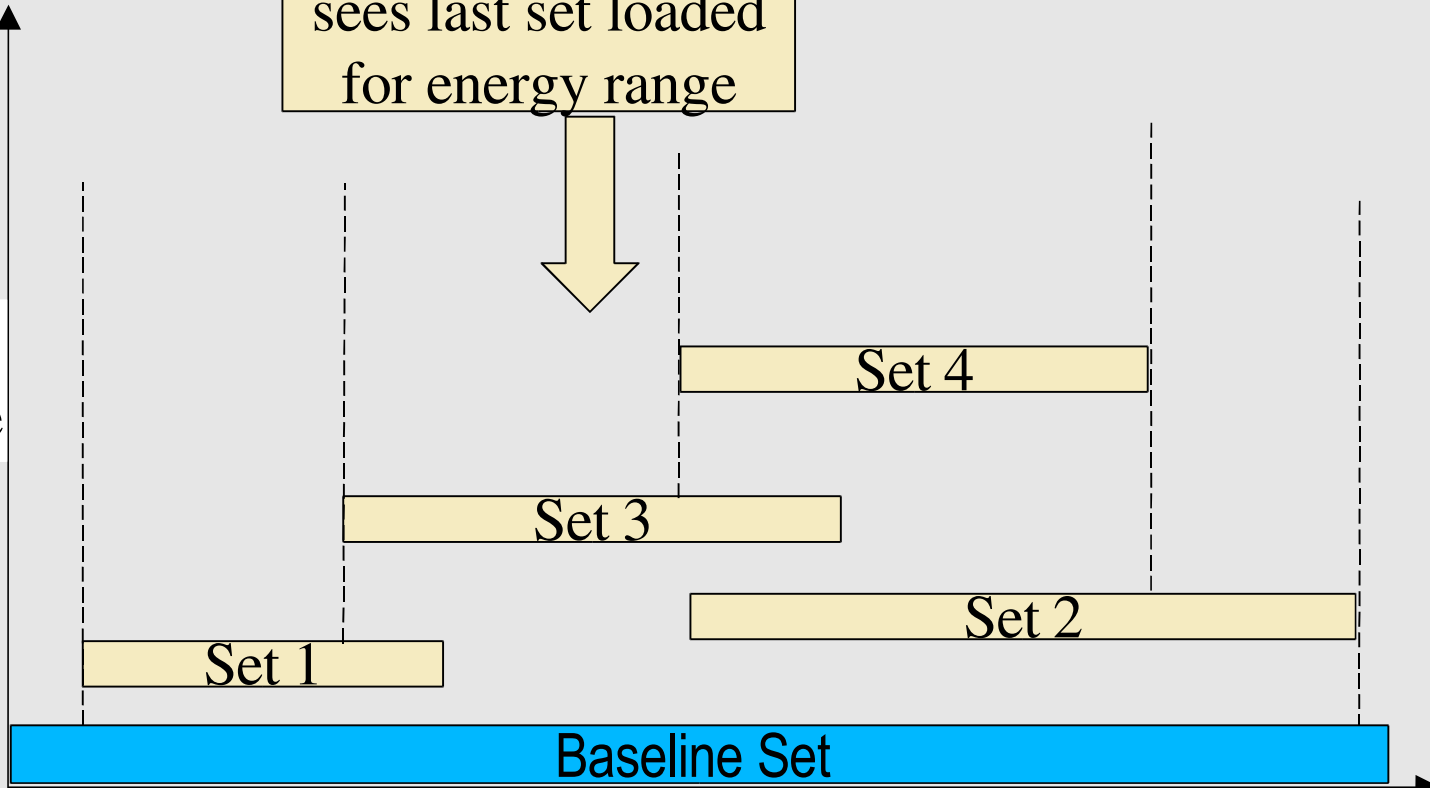 sees last set loaded
for energy range
Set 4
Set 3
Set 2
Set 1
Baseline Set